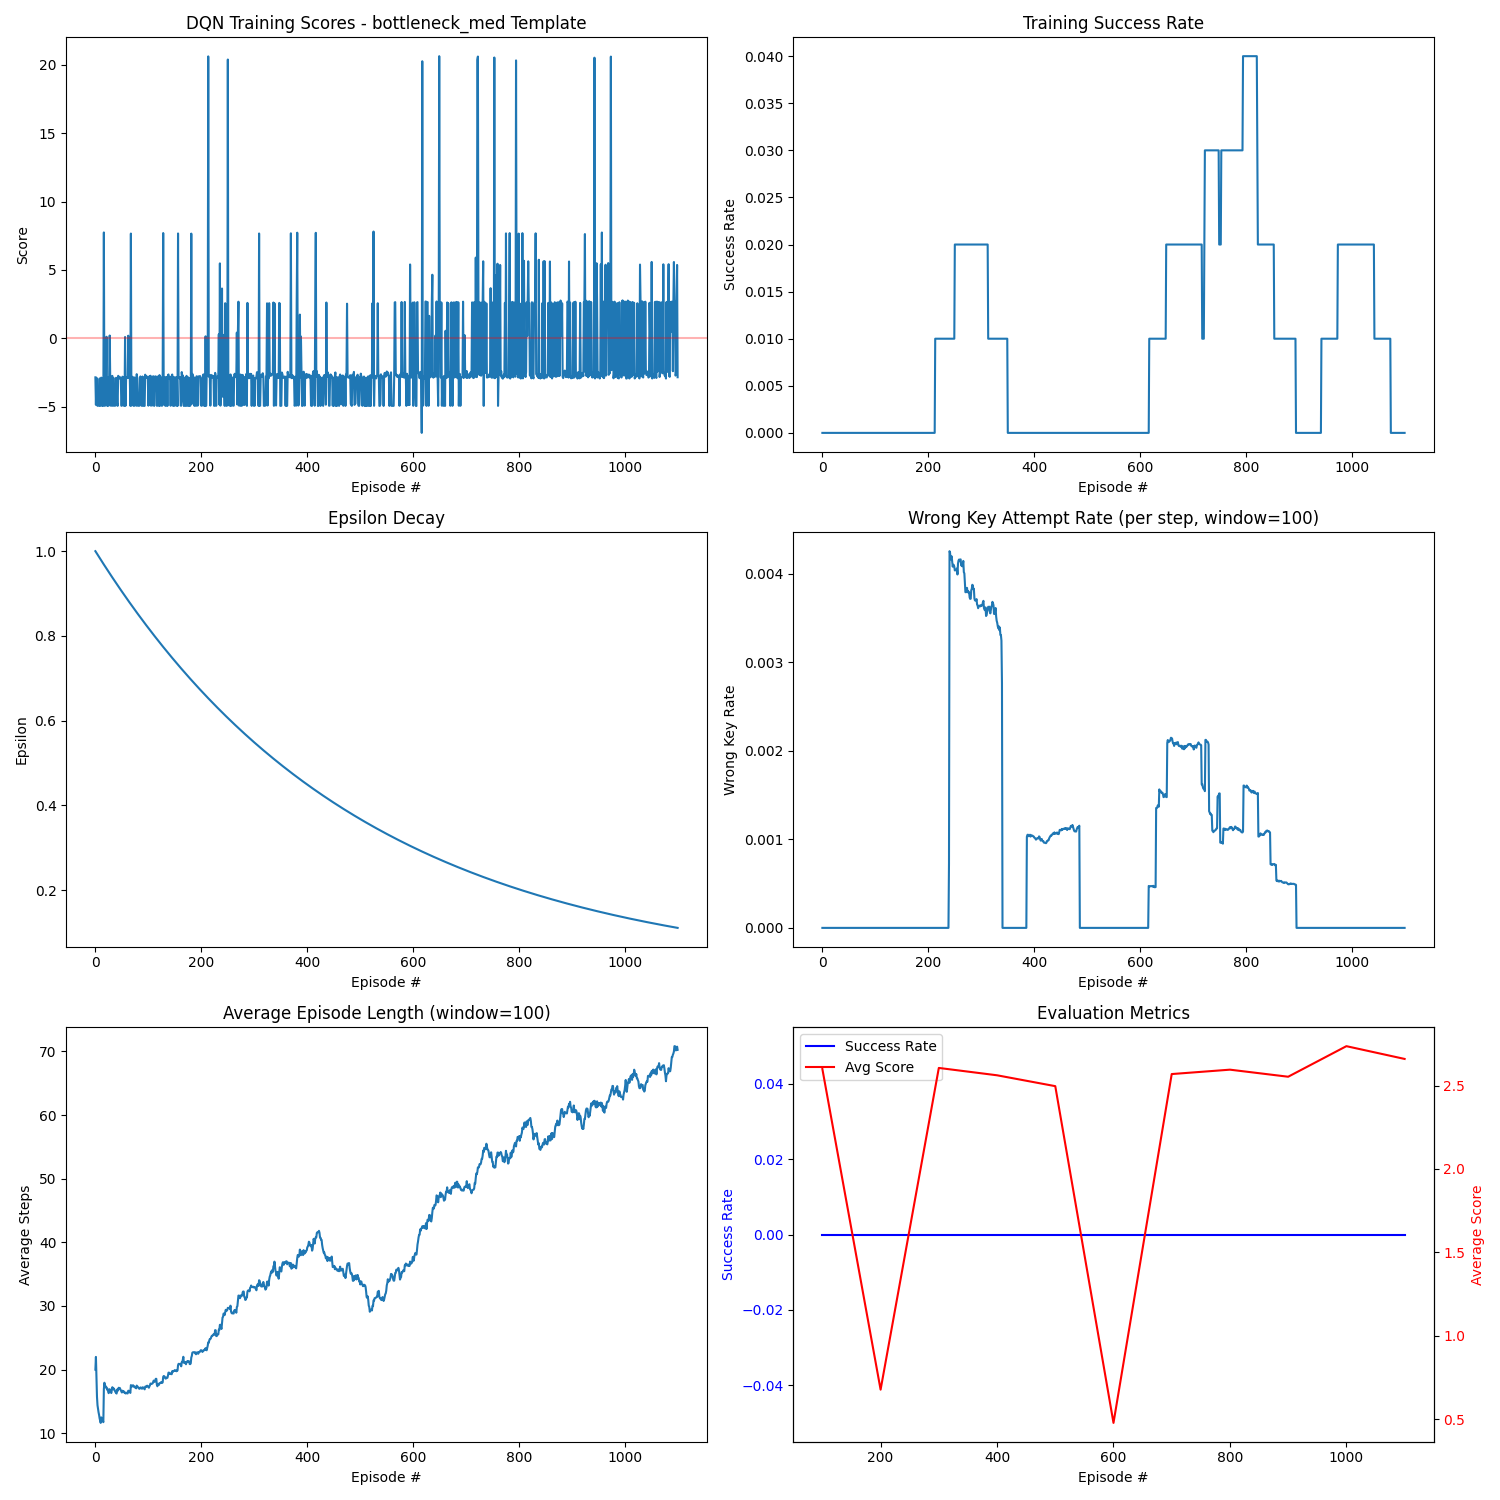 DQN Training Scores - bottleneck_med Template
Score
20
15
10
5
0
−5
0 200 400 600 800 1000
Episode #
Training Success Rate
Success Rate
0.040
0.035
0.030
0.025
0.020
0.015
0.010
0.005
0.000
0 200 400 600 800 1000
Episode #
Epsilon Decay
Epsilon
1.0
0.8
0.6
0.4
0.2
0 200 400 600 800 1000
Episode #
Wrong Key Attempt Rate (per step, window=100)
Wrong Key Rate
0.004
0.003
0.002
0.001
0.000
0 200 400 600 800 1000
Episode #
Average Episode Length (window=100)
Average Steps
70
60
50
40
30
20
10
0 200 400 600 800 1000
Episode #
Evaluation Metrics
Success Rate
Avg Score
Success Rate
0.04
0.02
0.00
−0.02
−0.04
2.5
2.0
1.5
1.0
0.5
Average Score
200 400 600 800 1000
Episode #